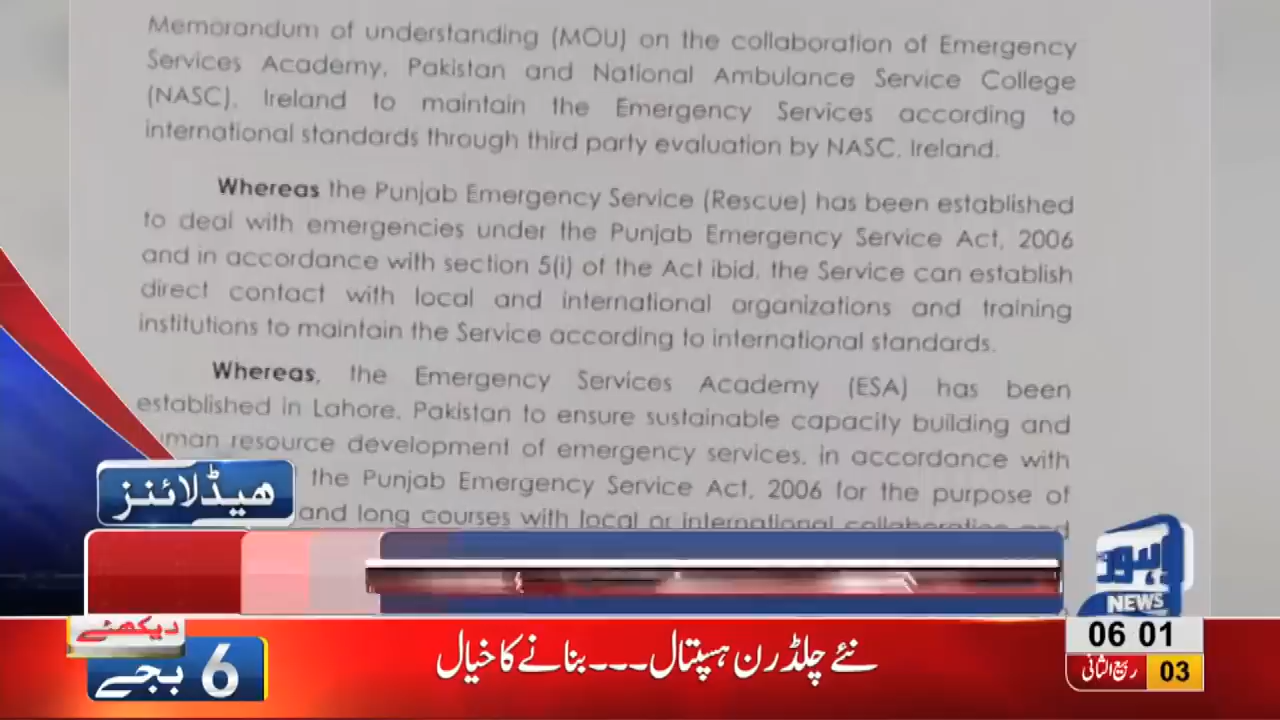 Memorandum of understanding (MOU) on the collaboration of Emergency
Services Academy, Pakistan and National Ambulance Service College
(NASC), Ireland to maintain the Emergency Services according to
international standards through third party evaluation by NASC, Ireland.
Whereas the Punjab Emergency Service (Rescue) has been established
to deal with emergencies under the Punjab Emergency Service Act, 2006
and in accordance with section 5(i) of the Act ibid, the Service can establish
direct contact with local and international organizations and training
institutions to maintain the Service according to international standards.
Whereas, the Emergency Services Academy (ESA) has been
established in Lahore, Pakistan to ensure sustainable capacity building and
resource development of emergency services, in accordance with
the Punjab Emergency Service Act, 2006 for the purpose of
and long courses with local or international collaboration and
ہیڈلائنز
لاہور
NEWS
دیکھئے
6 بجے
نئے چلڈرن ہسپتال۔۔۔بنانے کا خیال
06 01
03 ربیع الثانی